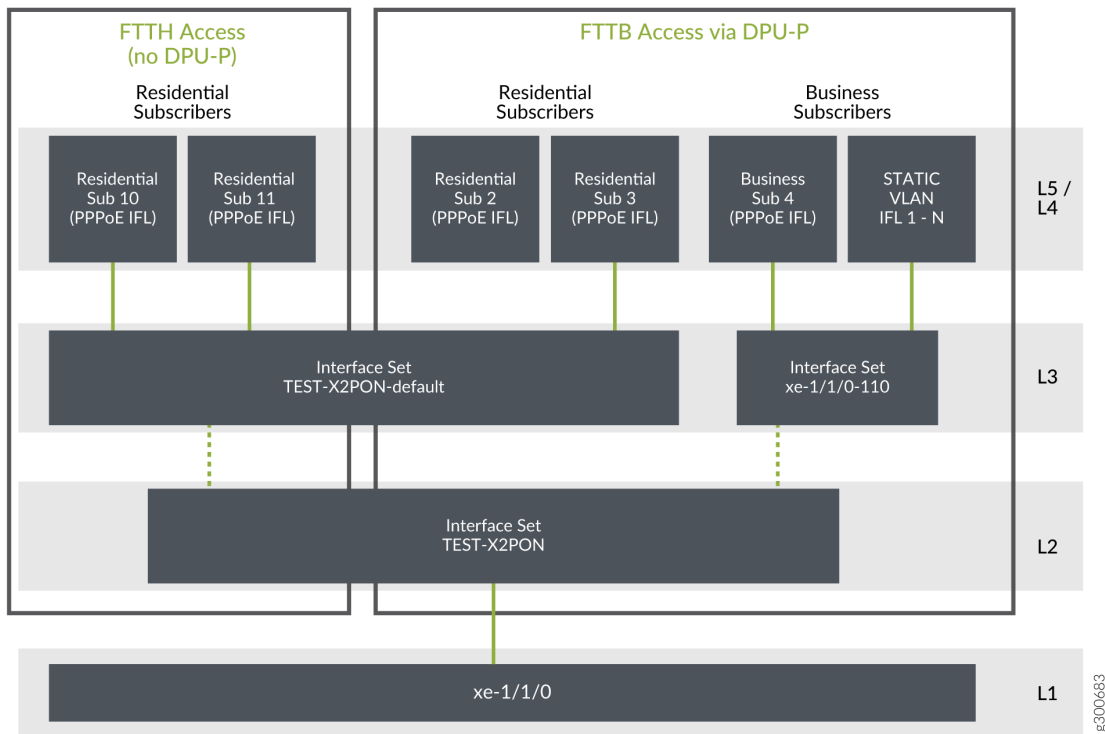 FTTH Access
(no DPU-P)
FTTB Access via DPU-P
Residential
Subscribers
Residential
Subscribers
Business
Subscribers
Residential
Sub 10
(PPPoE IFL)
Residential
Sub 11
(PPPoE IFL)
Residential
Sub 2
(PPPoE IFL)
Residential
Sub 3
(PPPoE IFL)
Business
Sub 4
(PPPoE IFL)
STATIC
VLAN
IFL 1 - N
L5 /
L4
Interface Set
TEST-X2PON-default
Interface Set
xe-1/1/0-110
L3
Interface Set
TEST-X2PON
L2
xe-1/1/0
L1
g300683